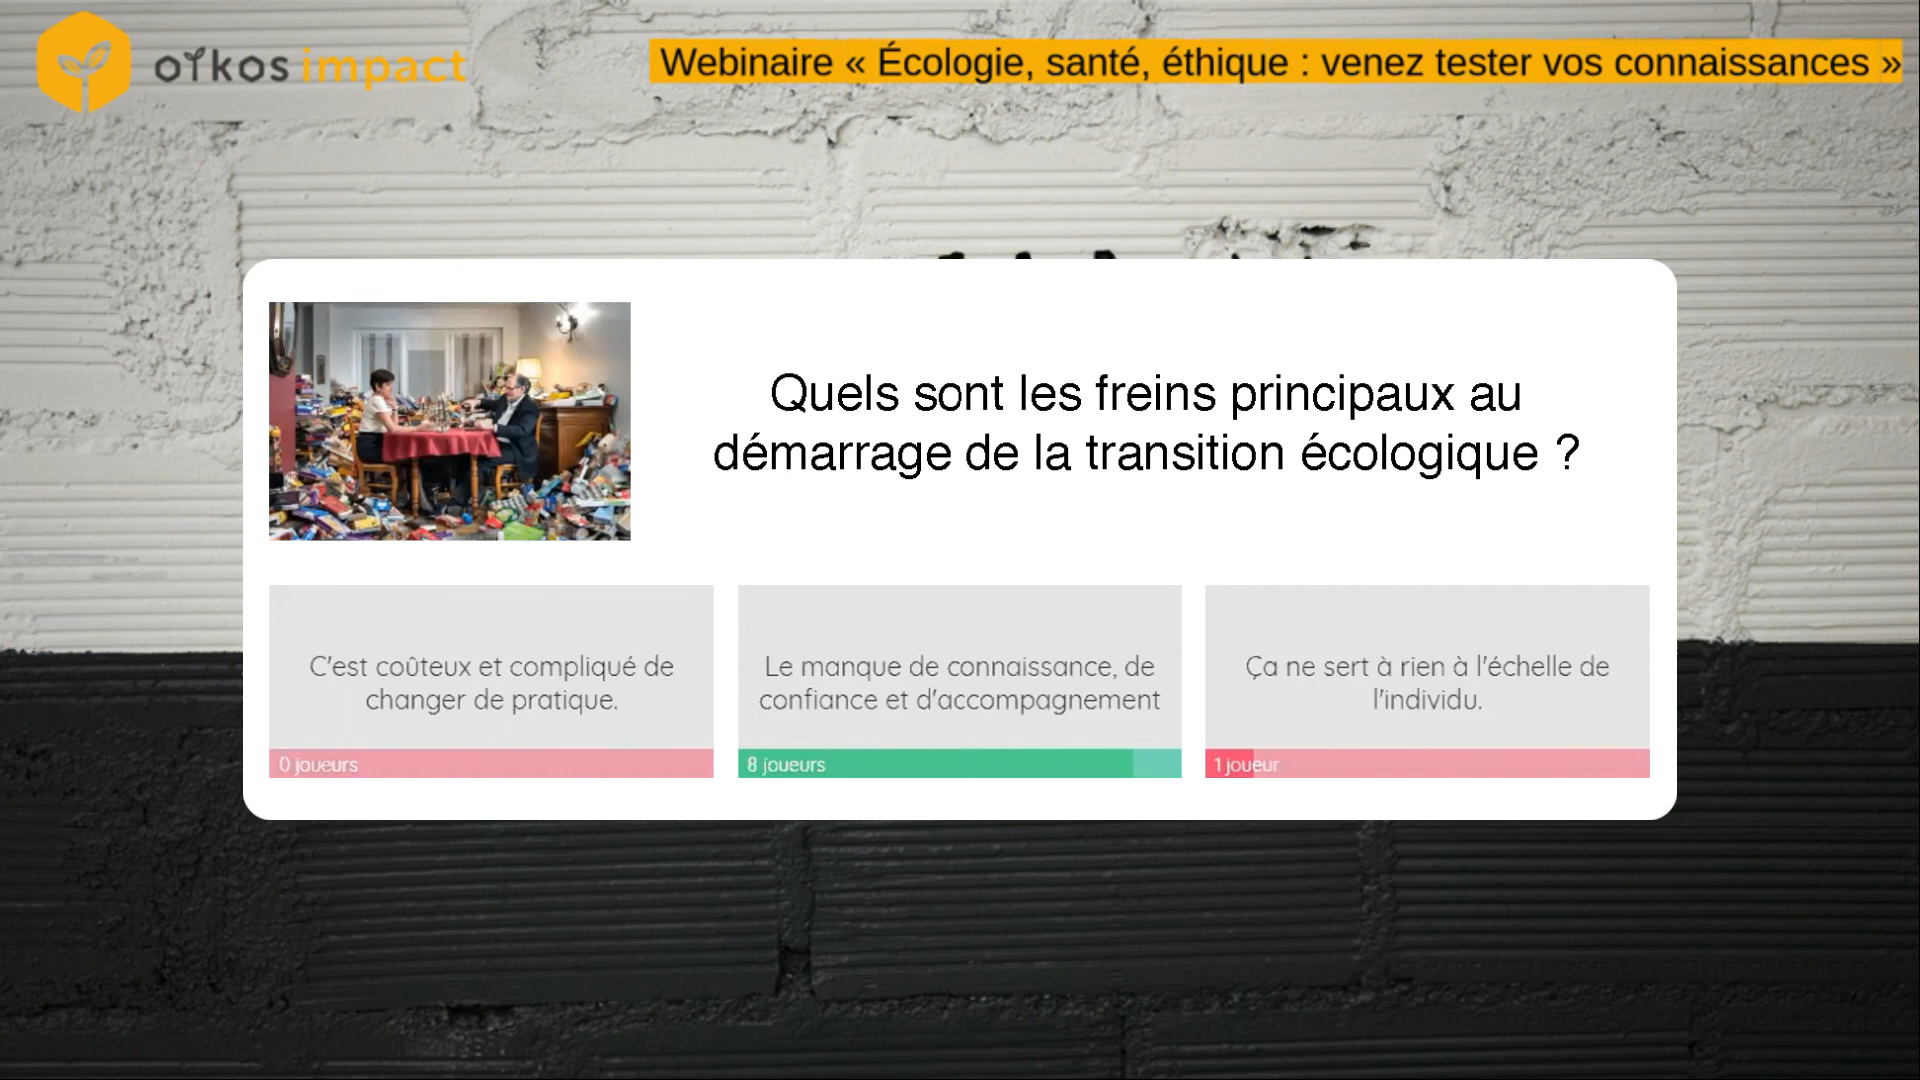 oikos impact
Webinaire « Écologie, santé, éthique : venez tester vos connaissances »
Quels sont les freins principaux au
démarrage de la transition écologique ?
C'est coûteux et compliqué de
changer de pratique.
0 joueurs
Le manque de connaissance, de
confiance et d'accompagnement
8 joueurs
Ça ne sert à rien à l'échelle de
l'individu.
1 joueur